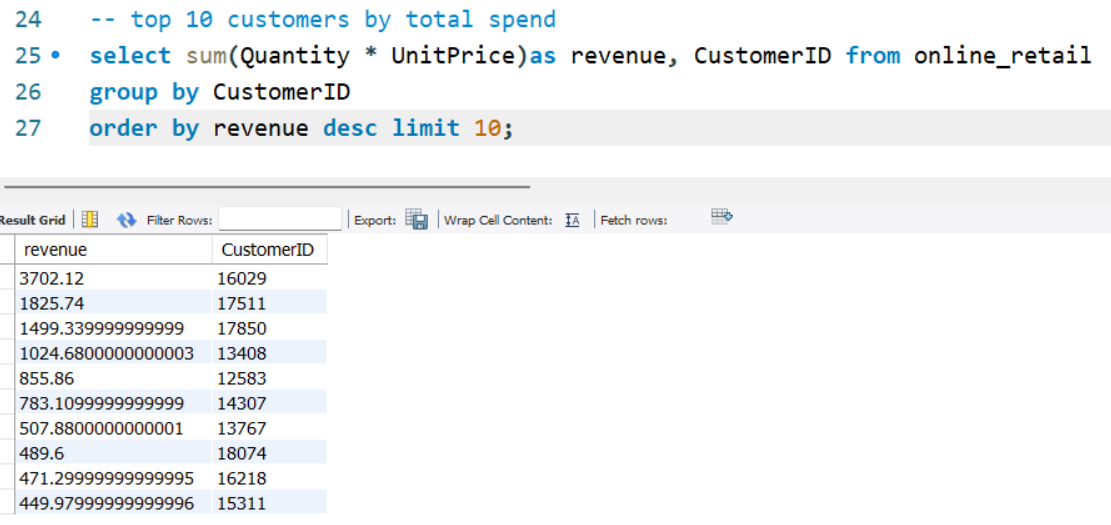 24 -- top 10 customers by total spend
25 select sum(Quantity * UnitPrice)as revenue, CustomerID from online_retail
26 group by CustomerID
27 order by revenue desc limit 10;
Result Grid Filter Rows: Export: Wrap Cell Content: Fetch rows:
revenue CustomerID
3702.12 16029
1825.74 17511
1499.339999999999 17850
1024.6800000000003 13408
855.86 12583
783.1099999999999 14307
507.8800000000001 13767
489.6 18074
471.29999999999995 16218
449.97999999999996 15311